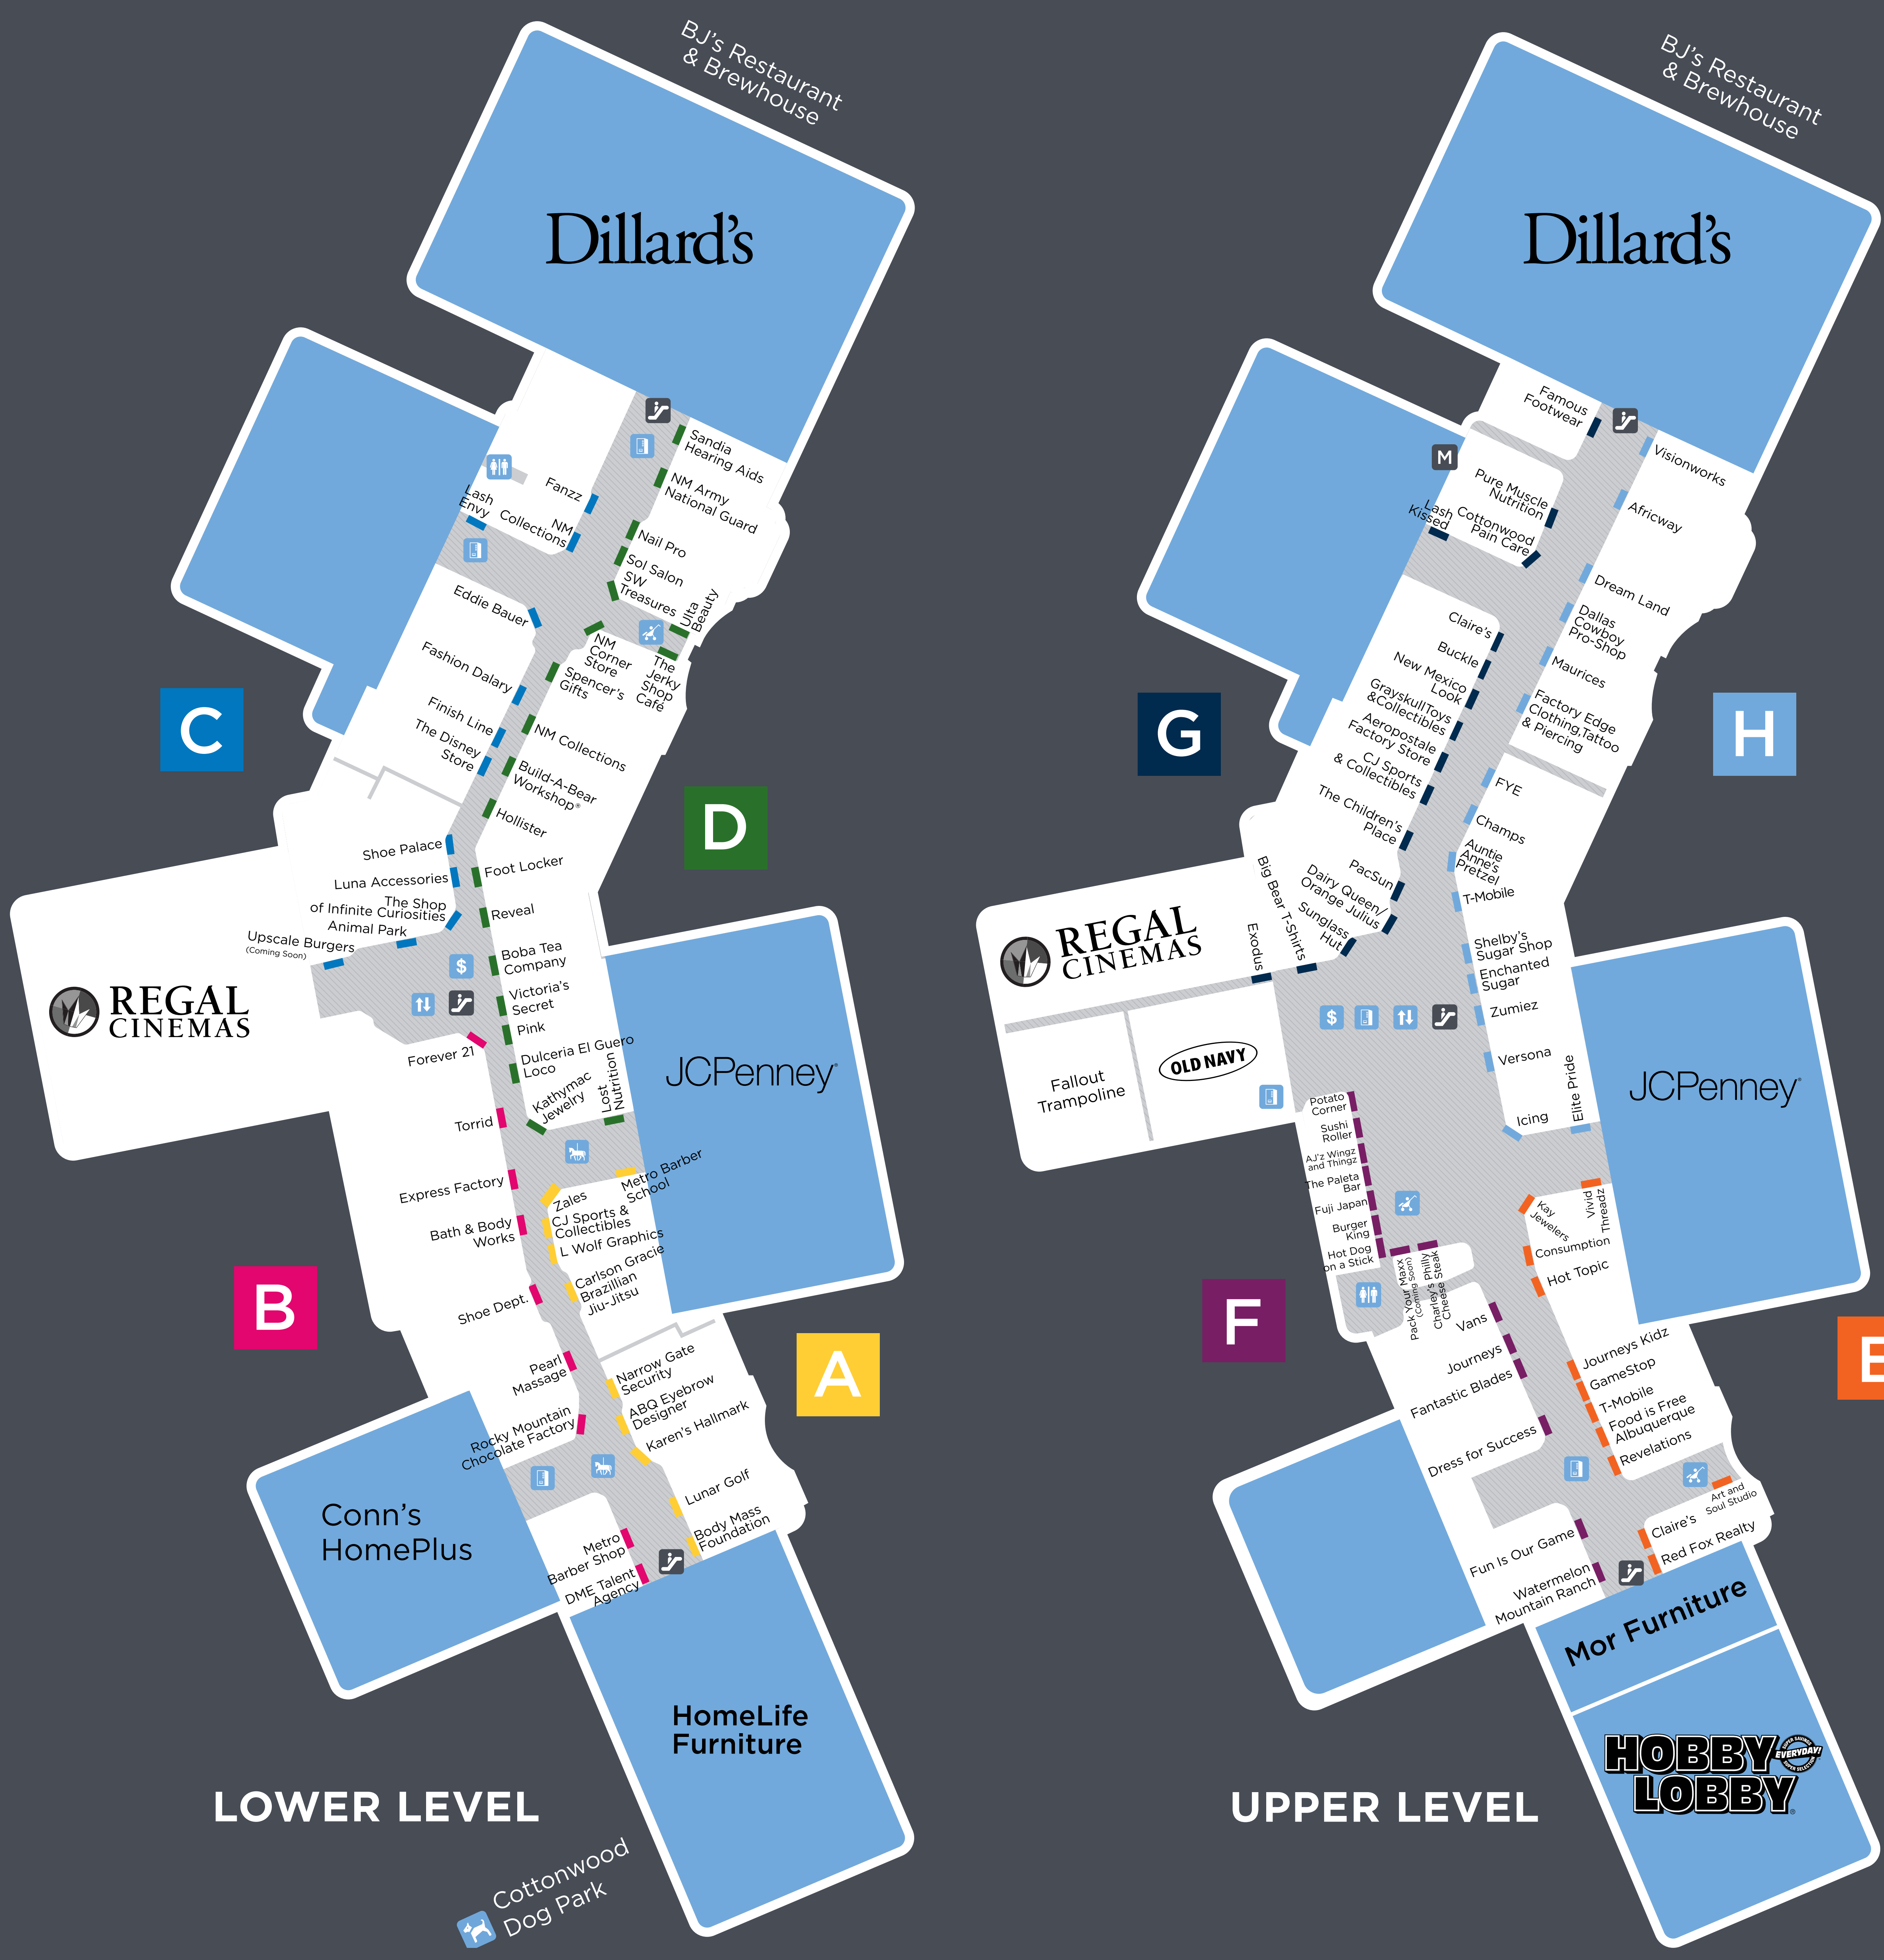 BJ's Restaurant
& Brewhouse
Dillard's
Sandia
Hearing Aids
NM Army
National Guard
Fanzz
Lash
Envy
NM
Collections
Nail Pro
Sol Salon
SW
Treasures
Ulta
Beauty
Eddie Bauer
NM
Corner
Store
The
Jerky
Shop
Café
Spencer's
Gifts
Fashion Dalary
Finish Line
The Disney
Store
NM Collections
Build-A-Bear
Workshop®
Hollister
C
D
Shoe Palace
Foot Locker
Luna Accessories
The Shop
of Infinite Curiosities
Animal Park
Upscale Burgers
(Coming Soon)
Reveal
Boba Tea
Company
$
Victoria's
Secret
Pink
REGAL
CINEMAS
Forever 21
Dulceria El Guero
Loco
Kathymac
Jewelry
Lost
Nutrition
JCPenney
Torrid
Metro Barber
School
Express Factory
Zales
CJ Sports &
Collectibles
Bath & Body
Works
L Wolf Graphics
Carlson Gracie
Brazillian
Jiu-Jitsu
Shoe Dept.
B
A
Pearl
Massage
Narrow Gate
Security
ABQ Eyebrow
Designer
Karen's Hallmark
Rocky Mountain
Chocolate Factory
Lunar Golf
Body Mass
Foundation
Conn's
HomePlus
Metro
Barber Shop
DME Talent
Agency
HomeLife
Furniture
LOWER LEVEL
Cottonwood
Dog Park
BJ's Restaurant
& Brewhouse
Dillard's
Famous
Footwear
M
Visionworks
Pure Muscle
Nutrition
Lash
Kissed
Cottonwood
Pain Care
Africway
Dream Land
Dallas
Cowboy
Pro-Shop
Claire's
Buckle
Maurices
New Mexico
Look
GrayskullToys
&Collectibles
Factory Edge
Clothing,Tattoo
& Piercing
Aeropostale
Factory Store
CJ Sports
& Collectibles
G
H
FYE
The Children's
Place
Champs
Auntie
Anne's
Pretzel
PacSun
Dairy Queen/
Orange Julius
Sunglass
Hut
Big Bear T-Shirts
Exodus
T-Mobile
Shelby's
Sugar Shop
Enchanted
Sugar
Zumiez
$
REGAL
CINEMAS
Fallout
Trampoline
OLD NAVY
Versona
Elite Pride
Icing
JCPenney
Potato
Corner
Sushi
Roller
AJ'z Wingz
and Thingz
The Paleta
Bar
Fuji Japan
Burger
King
Hot Dog
on a Stick
Pack Your Maxx
(Coming Soon)
Charley's Philly
Cheese Steak
Kay
Jewelers
Vivid
Threadz
Consumption
Hot Topic
F
E
Vans
Journeys
Fantastic Blades
Journeys Kidz
GameStop
T-Mobile
Food is Free
Albuquerque
Revelations
Dress for Success
Art and
Soul Studio
Claire's
Red Fox Realty
Fun Is Our Game
Watermelon
Mountain Ranch
Mor Furniture
HOBBY
LOBBY
SUPER SAVINGS
EVERYDAY!
SUPER SELECTION
UPPER LEVEL